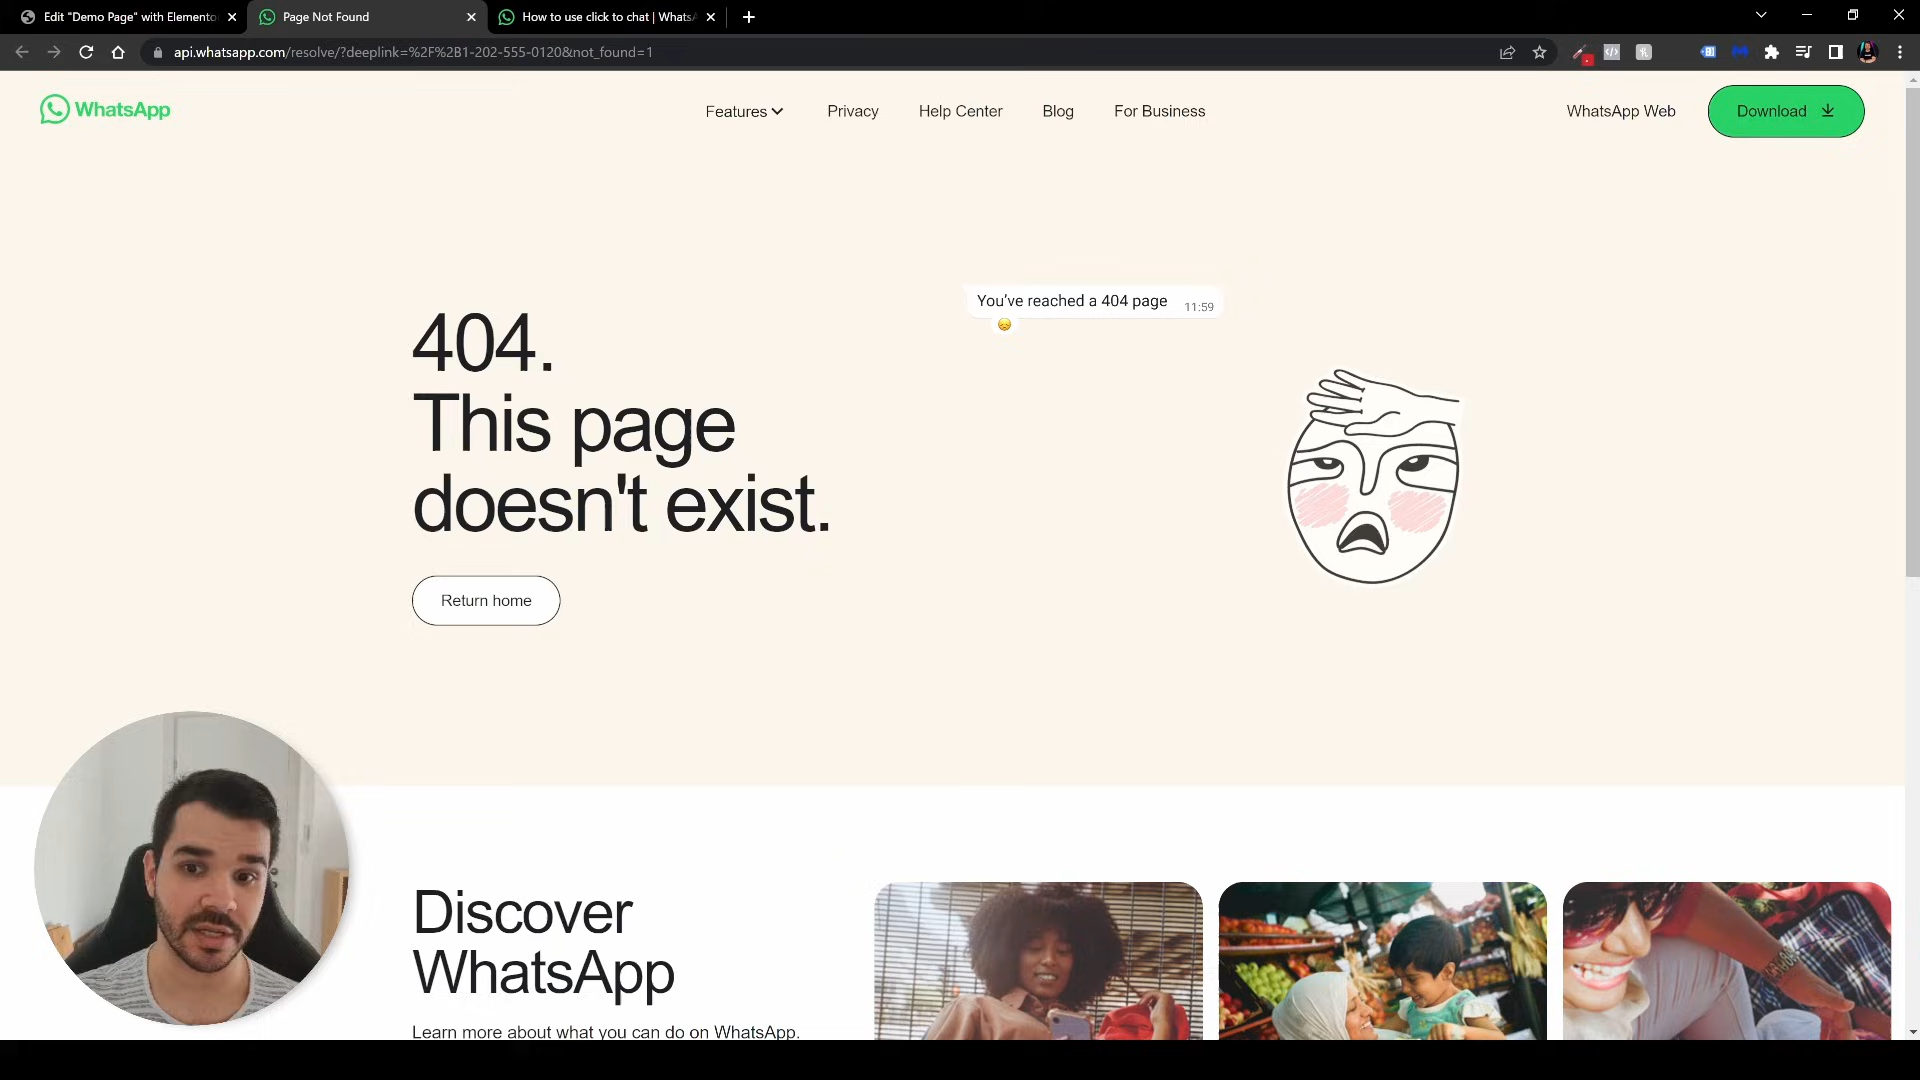 Edit "Demo Page" with Elemento
Page Not Found
How to use click to chat | Whats
api.whatsapp.com/resolve/?deeplink=%2F%2B1-202-555-0120&not_found=1
WhatsApp
Features
Privacy
Help Center
Blog
For Business
WhatsApp Web
Download
You've reached a 404 page 11:59
404.
This page
doesn't exist.
Return home
Discover
WhatsApp
Learn more about what you can do on WhatsApp.